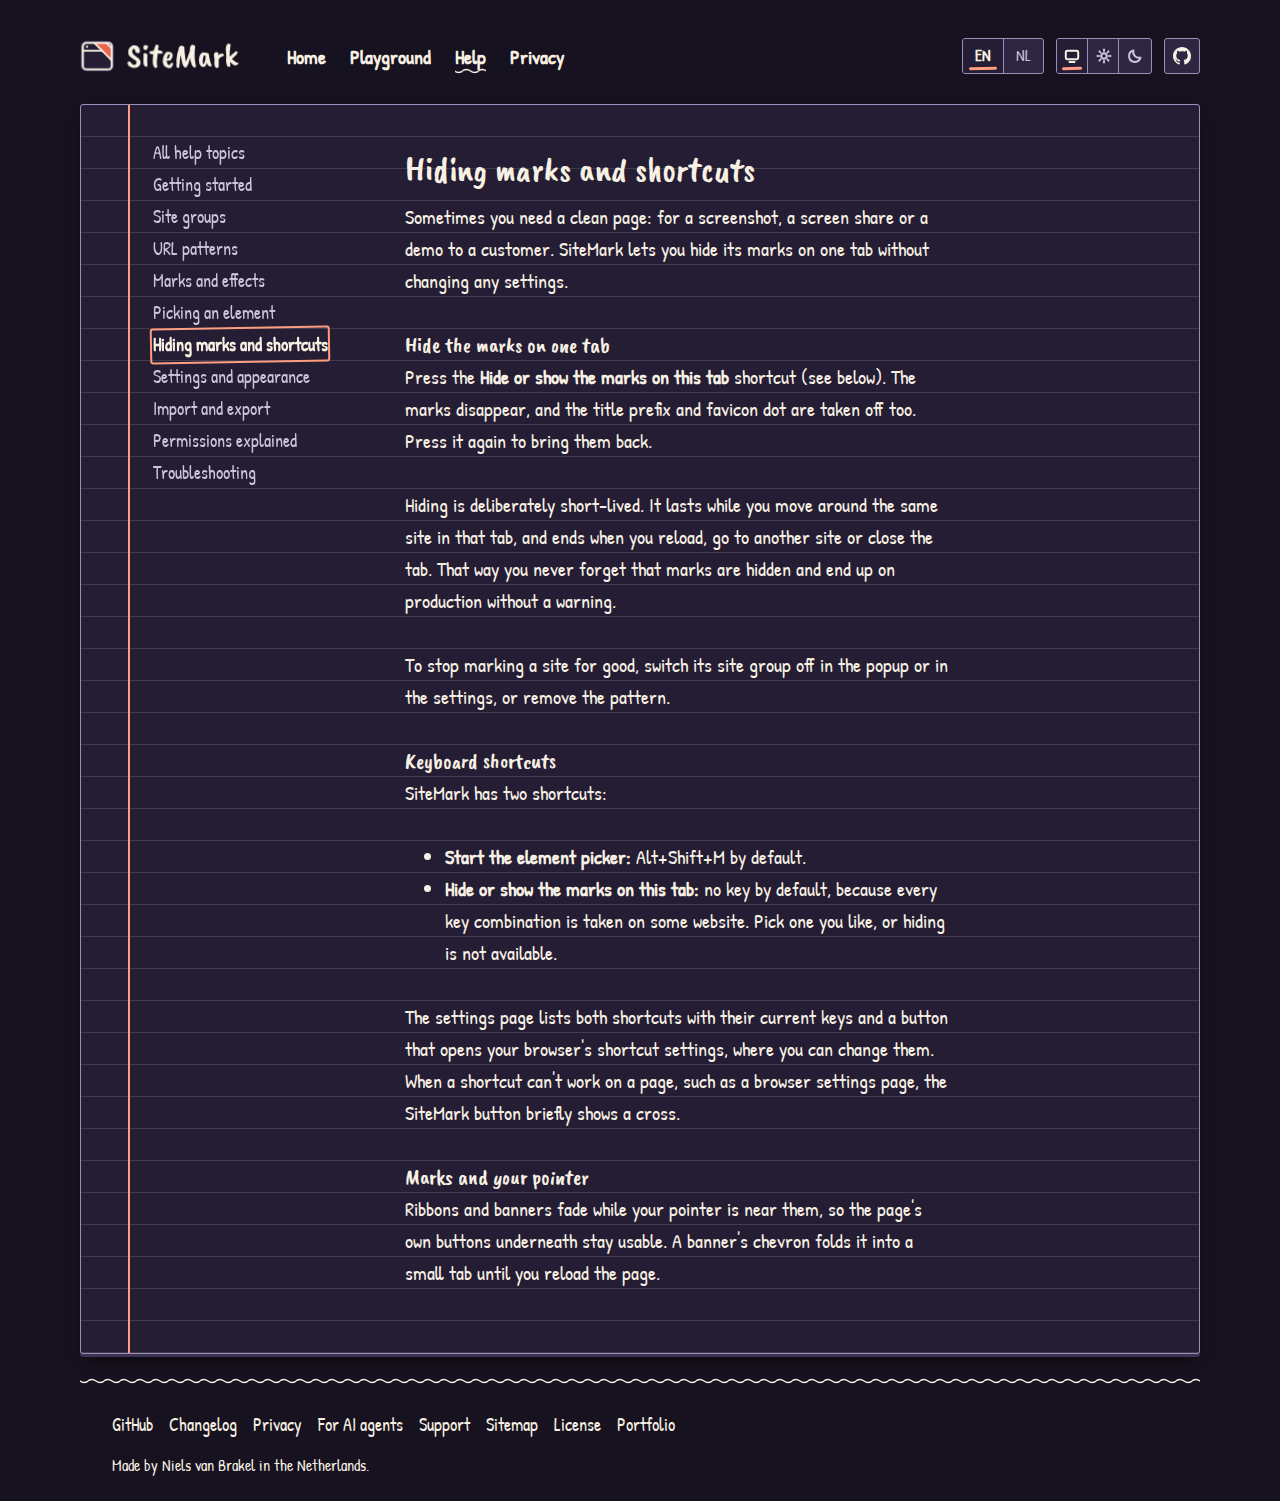 SiteMark
Home Playground Help Privacy
EN NL
All help topics
Getting started
Site groups
URL patterns
Marks and effects
Picking an element
Hiding marks and shortcuts
Settings and appearance
Import and export
Permissions explained
Troubleshooting
Hiding marks and shortcuts
Sometimes you need a clean page: for a screenshot, a screen share or a
demo to a customer. SiteMark lets you hide its marks on one tab without
changing any settings.
Hide the marks on one tab
Press the Hide or show the marks on this tab shortcut (see below). The
marks disappear, and the title prefix and favicon dot are taken off too.
Press it again to bring them back.
Hiding is deliberately short-lived. It lasts while you move around the same
site in that tab, and ends when you reload, go to another site or close the
tab. That way you never forget that marks are hidden and end up on
production without a warning.
To stop marking a site for good, switch its site group off in the popup or in
the settings, or remove the pattern.
Keyboard shortcuts
SiteMark has two shortcuts:
• Start the element picker: Alt+Shift+M by default.
• Hide or show the marks on this tab: no key by default, because every
key combination is taken on some website. Pick one you like, or hiding
is not available.
The settings page lists both shortcuts with their current keys and a button
that opens your browser's shortcut settings, where you can change them.
When a shortcut can't work on a page, such as a browser settings page, the
SiteMark button briefly shows a cross.
Marks and your pointer
Ribbons and banners fade while your pointer is near them, so the page's
own buttons underneath stay usable. A banner's chevron folds it into a
small tab until you reload the page.
GitHub Changelog Privacy For AI agents Support Sitemap License Portfolio
Made by Niels van Brakel in the Netherlands.